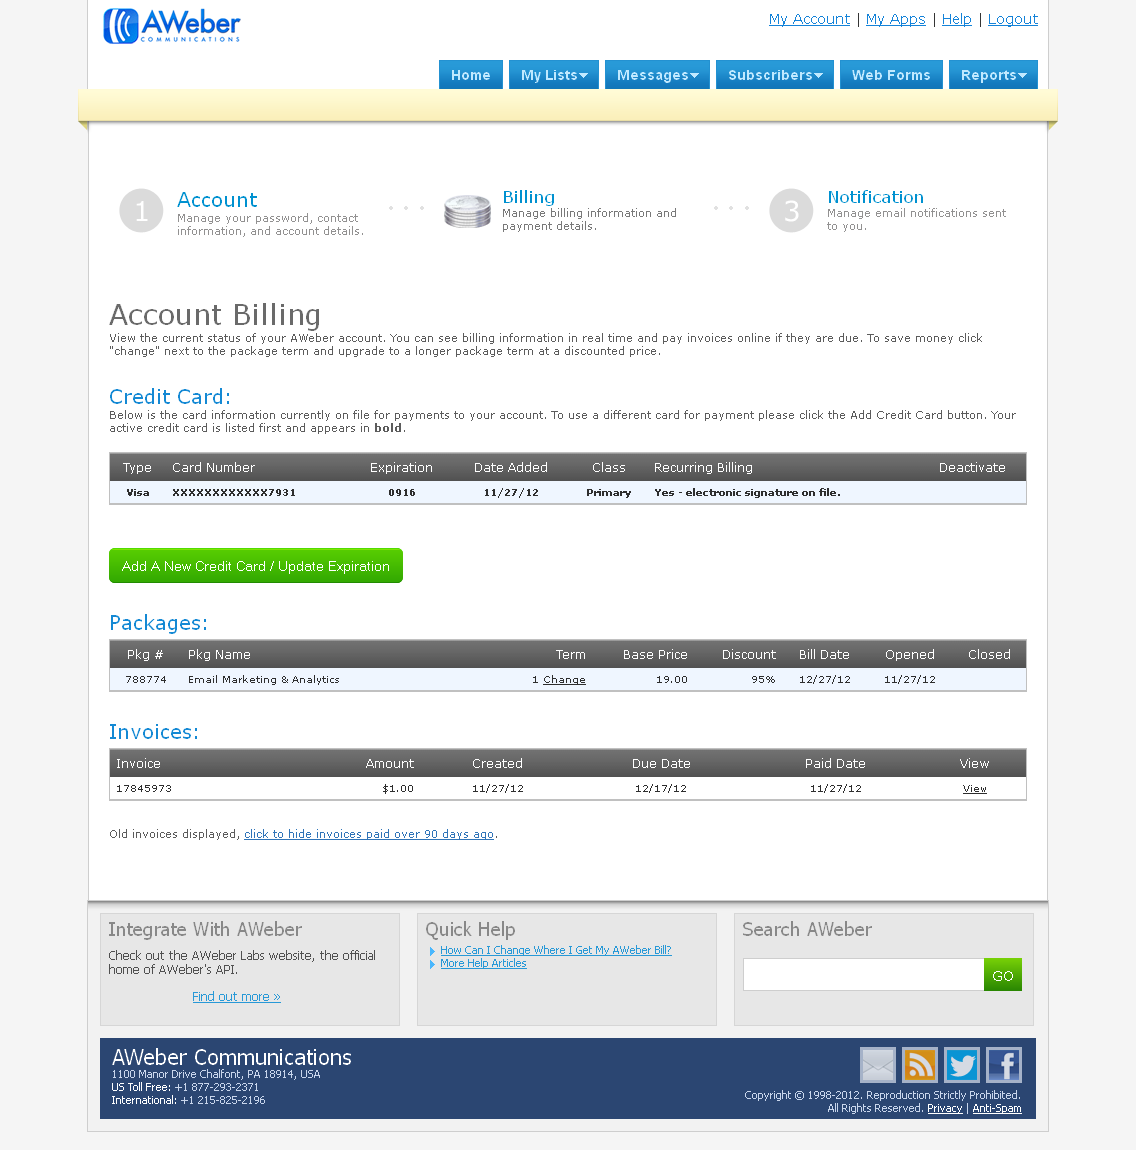 AWeber
COMMUNICATIONS
My Account | My Apps | Help | Logout
Home My Lists Messages Subscribers Web Forms Reports
1 Account
Manage your password, contact
information, and account details.
Billing
Manage billing information and
payment details.
3 Notification
Manage email notifications sent
to you.
Account Billing
View the current status of your AWeber account. You can see billing information in real time and pay invoices online if they are due. To save money click
"change" next to the package term and upgrade to a longer package term at a discounted price.
Credit Card:
Below is the card information currently on file for payments to your account. To use a different card for payment please click the Add Credit Card button. Your
active credit card is listed first and appears in bold.
Type Card Number Expiration Date Added Class Recurring Billing Deactivate
Visa XXXXXXXXXXXX7931 0916 11/27/12 Primary Yes - electronic signature on file.
Add A New Credit Card / Update Expiration
Packages:
Pkg # Pkg Name Term Base Price Discount Bill Date Opened Closed
788774 Email Marketing & Analytics 1 Change 19.00 95% 12/27/12 11/27/12
Invoices:
Invoice Amount Created Due Date Paid Date View
17845973 $1.00 11/27/12 12/17/12 11/27/12 View
Old invoices displayed, click to hide invoices paid over 90 days ago.
Integrate With AWeber
Check out the AWeber Labs website, the official
home of AWeber's API.
Find out more »
Quick Help
How Can I Change Where I Get My AWeber Bill?
More Help Articles
Search AWeber
GO
AWeber Communications
1100 Manor Drive Chalfont, PA 18914, USA
US Toll Free: +1 877-293-2371
International: +1 215-825-2196
Copyright © 1998-2012. Reproduction Strictly Prohibited.
All Rights Reserved. Privacy | Anti-Spam